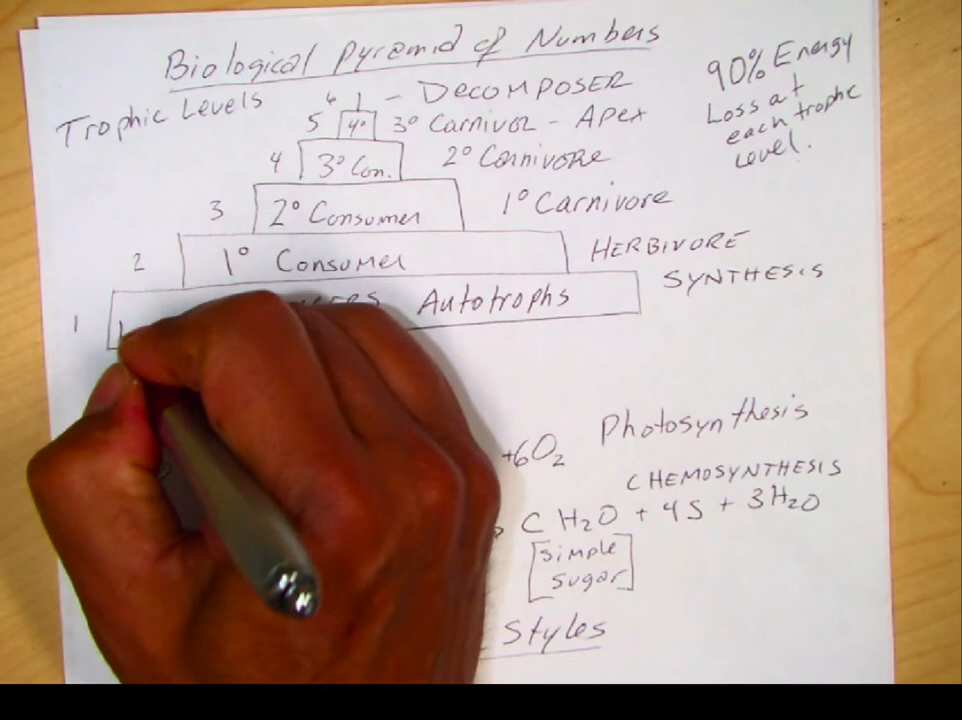 Biological Pyramid of Numbers
Trophic Levels
90% Energy
Loss at
each trophic
Level.
6 1 - DECOMPOSER
5 4° 3° Carnivor - Apex
4 3° Con. 2° Carnivore
3 2° Consumer 1° Carnivore
2 1° Consumer HERBIVORE
1 Autotrophs SYNTHESIS
+6O2 Photosynthesis
CHEMOSYNTHESIS
CH2O + 4S + 3H2O
[simple
sugar]
Styles